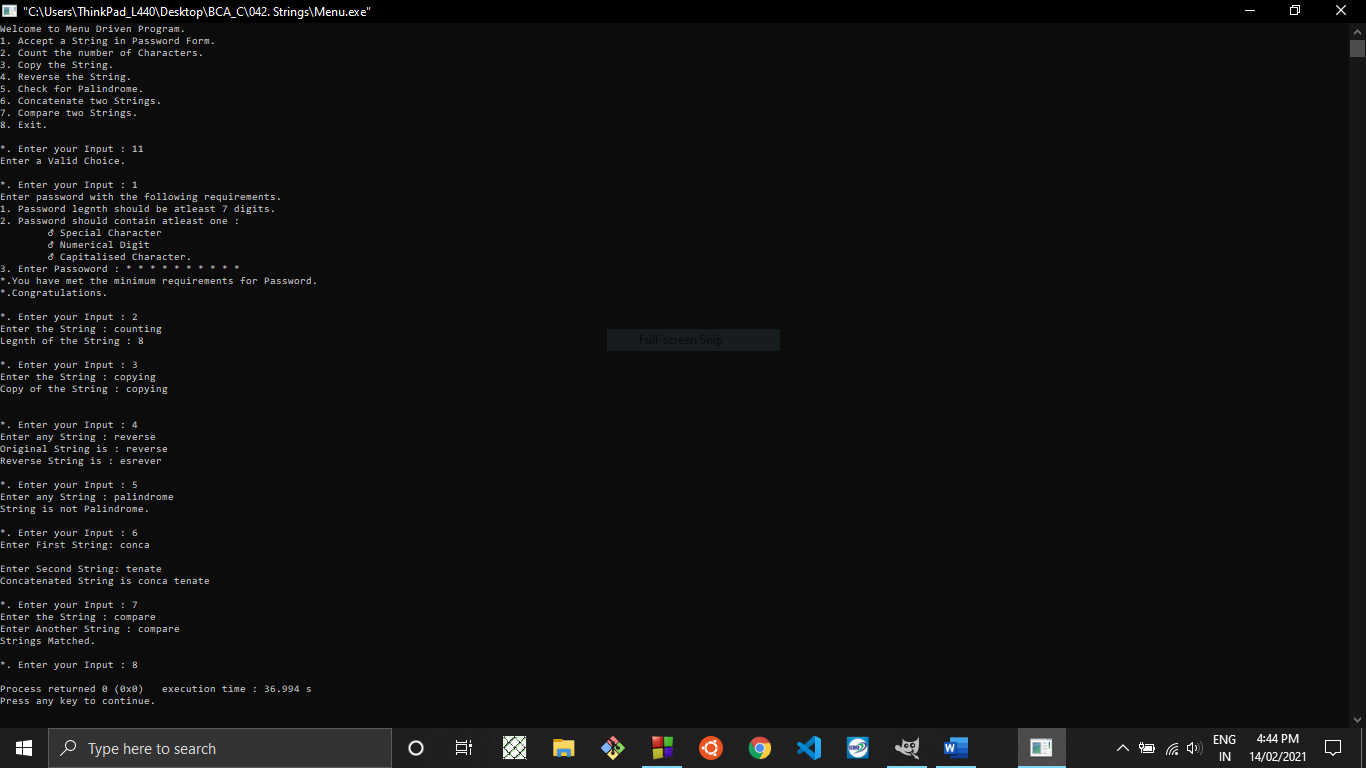 "C:\Users\ThinkPad_L440\Desktop\BCA_C\042. Strings\Menu.exe"
Welcome to Menu Driven Program.
1. Accept a String in Password Form.
2. Count the number of Characters.
3. Copy the String.
4. Reverse the String.
5. Check for Palindrome.
6. Concatenate two Strings.
7. Compare two Strings.
8. Exit.
*. Enter your Input : 11
Enter a Valid Choice.
*. Enter your Input : 1
Enter password with the following requirements.
1. Password legnth should be atleast 7 digits.
2. Password should contain atleast one :
♂ Special Character
♂ Numerical Digit
♂ Capitalised Character.
3. Enter Passoword : * * * * * * * * * *
*.You have met the minimum requirements for Password.
*.Congratulations.
*. Enter your Input : 2
Enter the String : counting
Legnth of the String : 8
Full-screen Snip
*. Enter your Input : 3
Enter the String : copying
Copy of the String : copying
*. Enter your Input : 4
Enter any String : reverse
Original String is : reverse
Reverse String is : esrever
*. Enter your Input : 5
Enter any String : palindrome
String is not Palindrome.
*. Enter your Input : 6
Enter First String: conca
Enter Second String: tenate
Concatenated String is conca tenate
*. Enter your Input : 7
Enter the String : compare
Enter Another String : compare
Strings Matched.
*. Enter your Input : 8
Process returned 0 (0x0)   execution time : 36.994 s
Press any key to continue.
Type here to search
ENG
IN
4:44 PM
14/02/2021